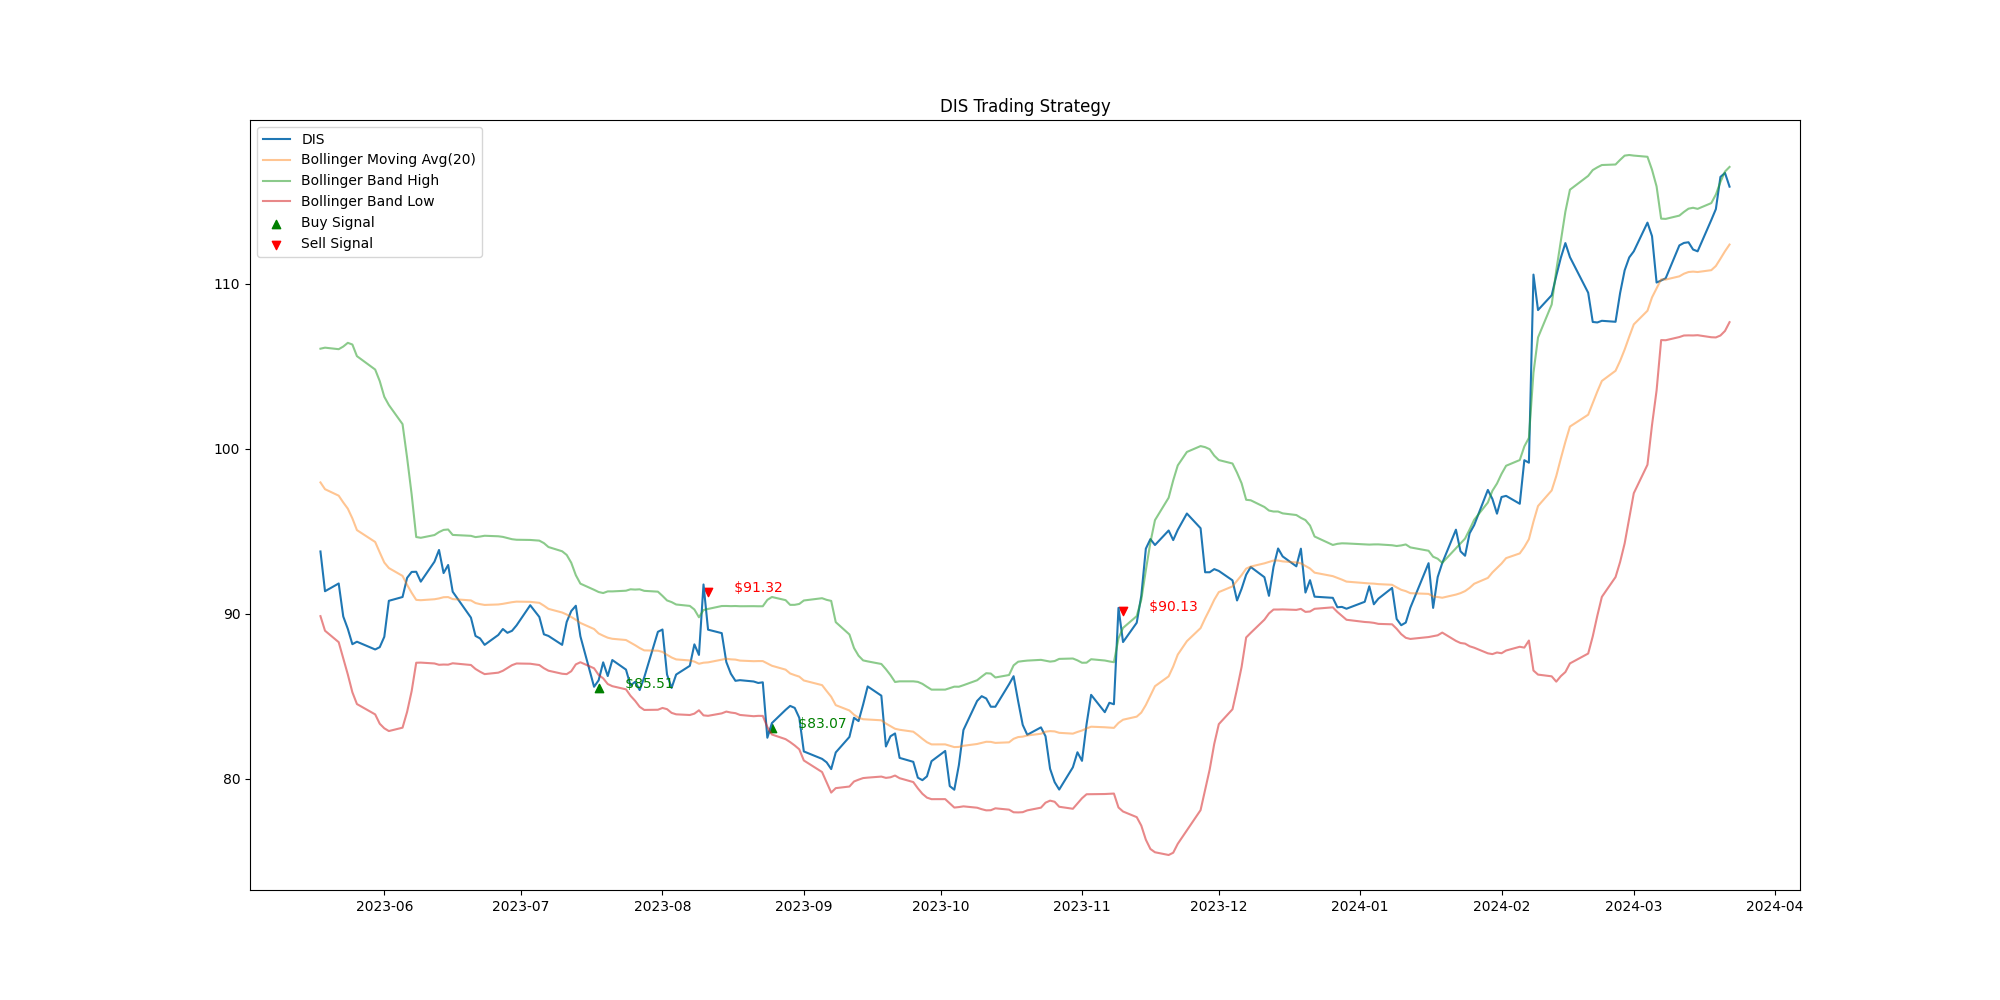 DIS Trading Strategy
DIS
Bollinger Moving Avg(20)
Bollinger Band High
Bollinger Band Low
Buy Signal
Sell Signal
110
100
90
80
$91.32
$90.13
$85.51
$83.07
2023-06
2023-07
2023-08
2023-09
2023-10
2023-11
2023-12
2024-01
2024-02
2024-03
2024-04